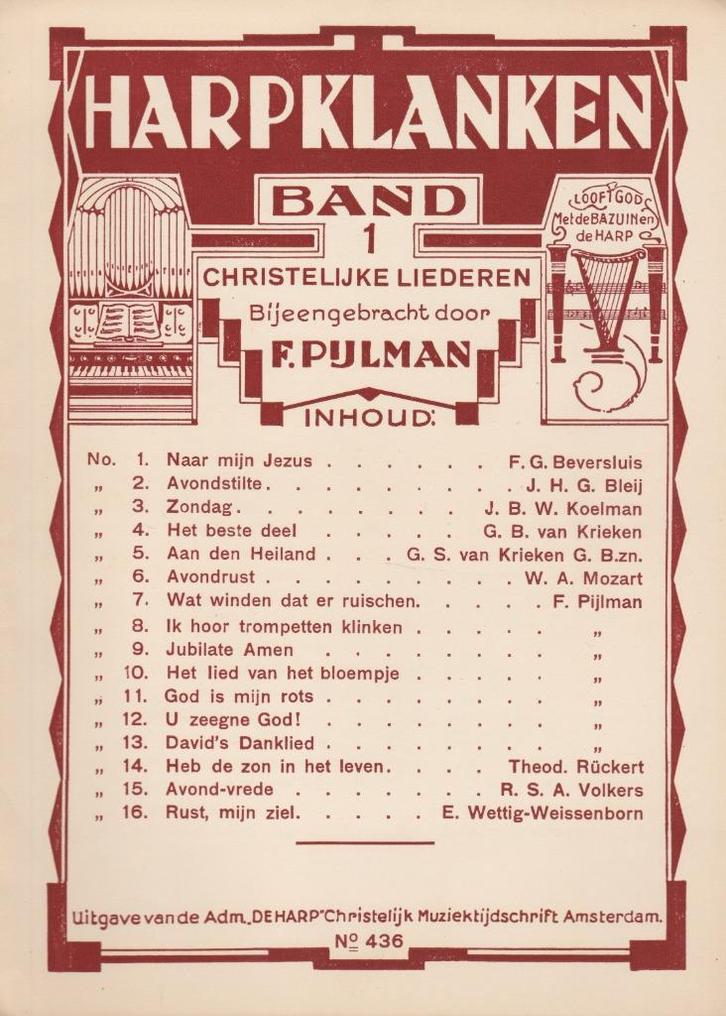 HARPKLANKEN
BAND
1
CHRISTELIJKE LIEDEREN
Bijeengebracht door
F. PIJLMAN
LOOFT GOD
Met de BAZUIN en
de HARP
INHOUD:
No. 1. Naar mijn Jezus . . . . . . F. G. Beversluis
„ 2. Avondstilte . . . . . . . . . J. H. G. Bleij
„ 3. Zondag . . . . . . . . J. B. W. Koelman
„ 4. Het beste deel . . . . . G. B. van Krieken
„ 5. Aan den Heiland . . . G. S. van Krieken G. B.zn.
„ 6. Avondrust . . . . . . . . . W. A. Mozart
„ 7. Wat winden dat er ruischen. . . . . F. Pijlman
„ 8. Ik hoor trompetten klinken . . . . . „
„ 9. Jubilate Amen . . . . . . . „
„ 10. Het lied van het bloempje . . . . . „
„ 11. God is mijn rots . . . . . . . „
„ 12. U zeegne God! . . . . . . . „
„ 13. David's Danklied . . . . . . . „
„ 14. Heb de zon in het leven. . . . Theod. Rückert
„ 15. Avond-vrede . . . . . . . R. S. A. Volkers
„ 16. Rust, mijn ziel. . . . . E. Wettig-Weissenborn
Uitgave van de Adm. „DE HARP" Christelijk Muziektijdschrift Amsterdam.
Nº 436